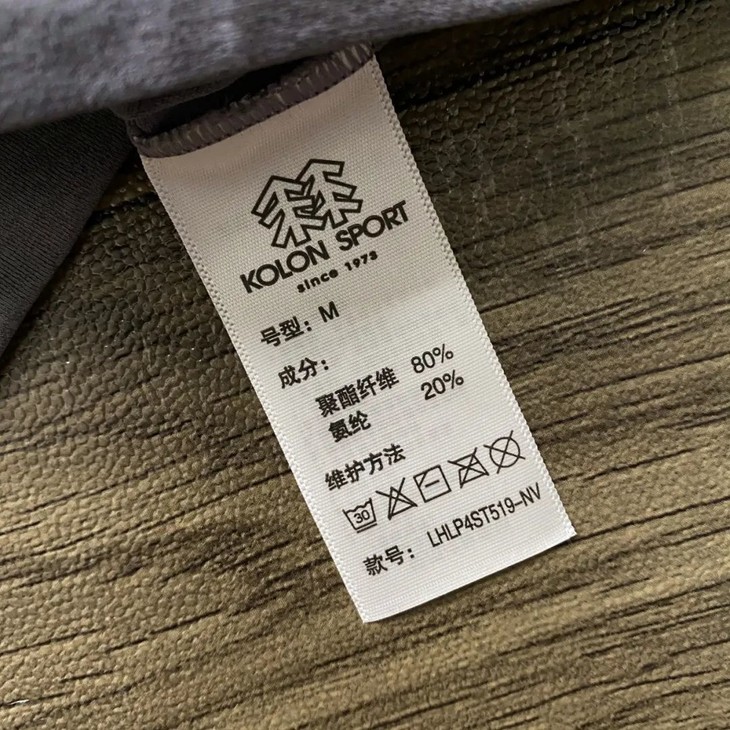 KOLON SPORT
since 1973
号型：M
成分：
聚酯纤维 80%
氨纶 20%
维护方法
30
款号：LHLP4ST519-NV